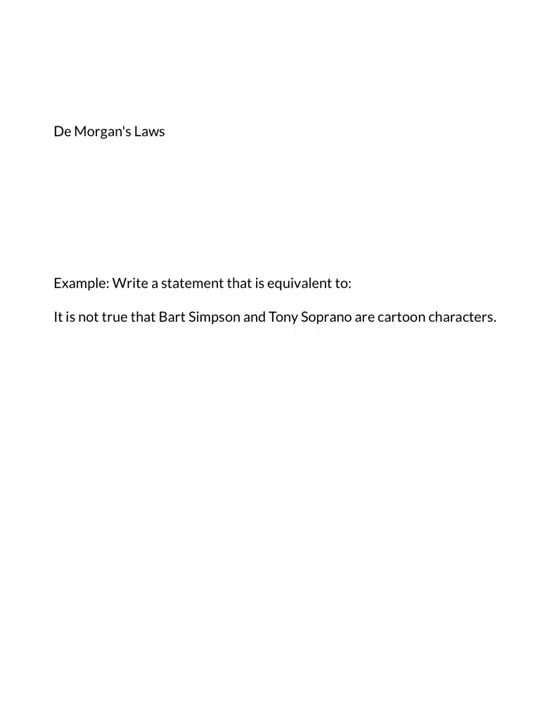 De Morgan's Laws
Example: Write a statement that is equivalent to:
It is not true that Bart Simpson and Tony Soprano are cartoon characters.